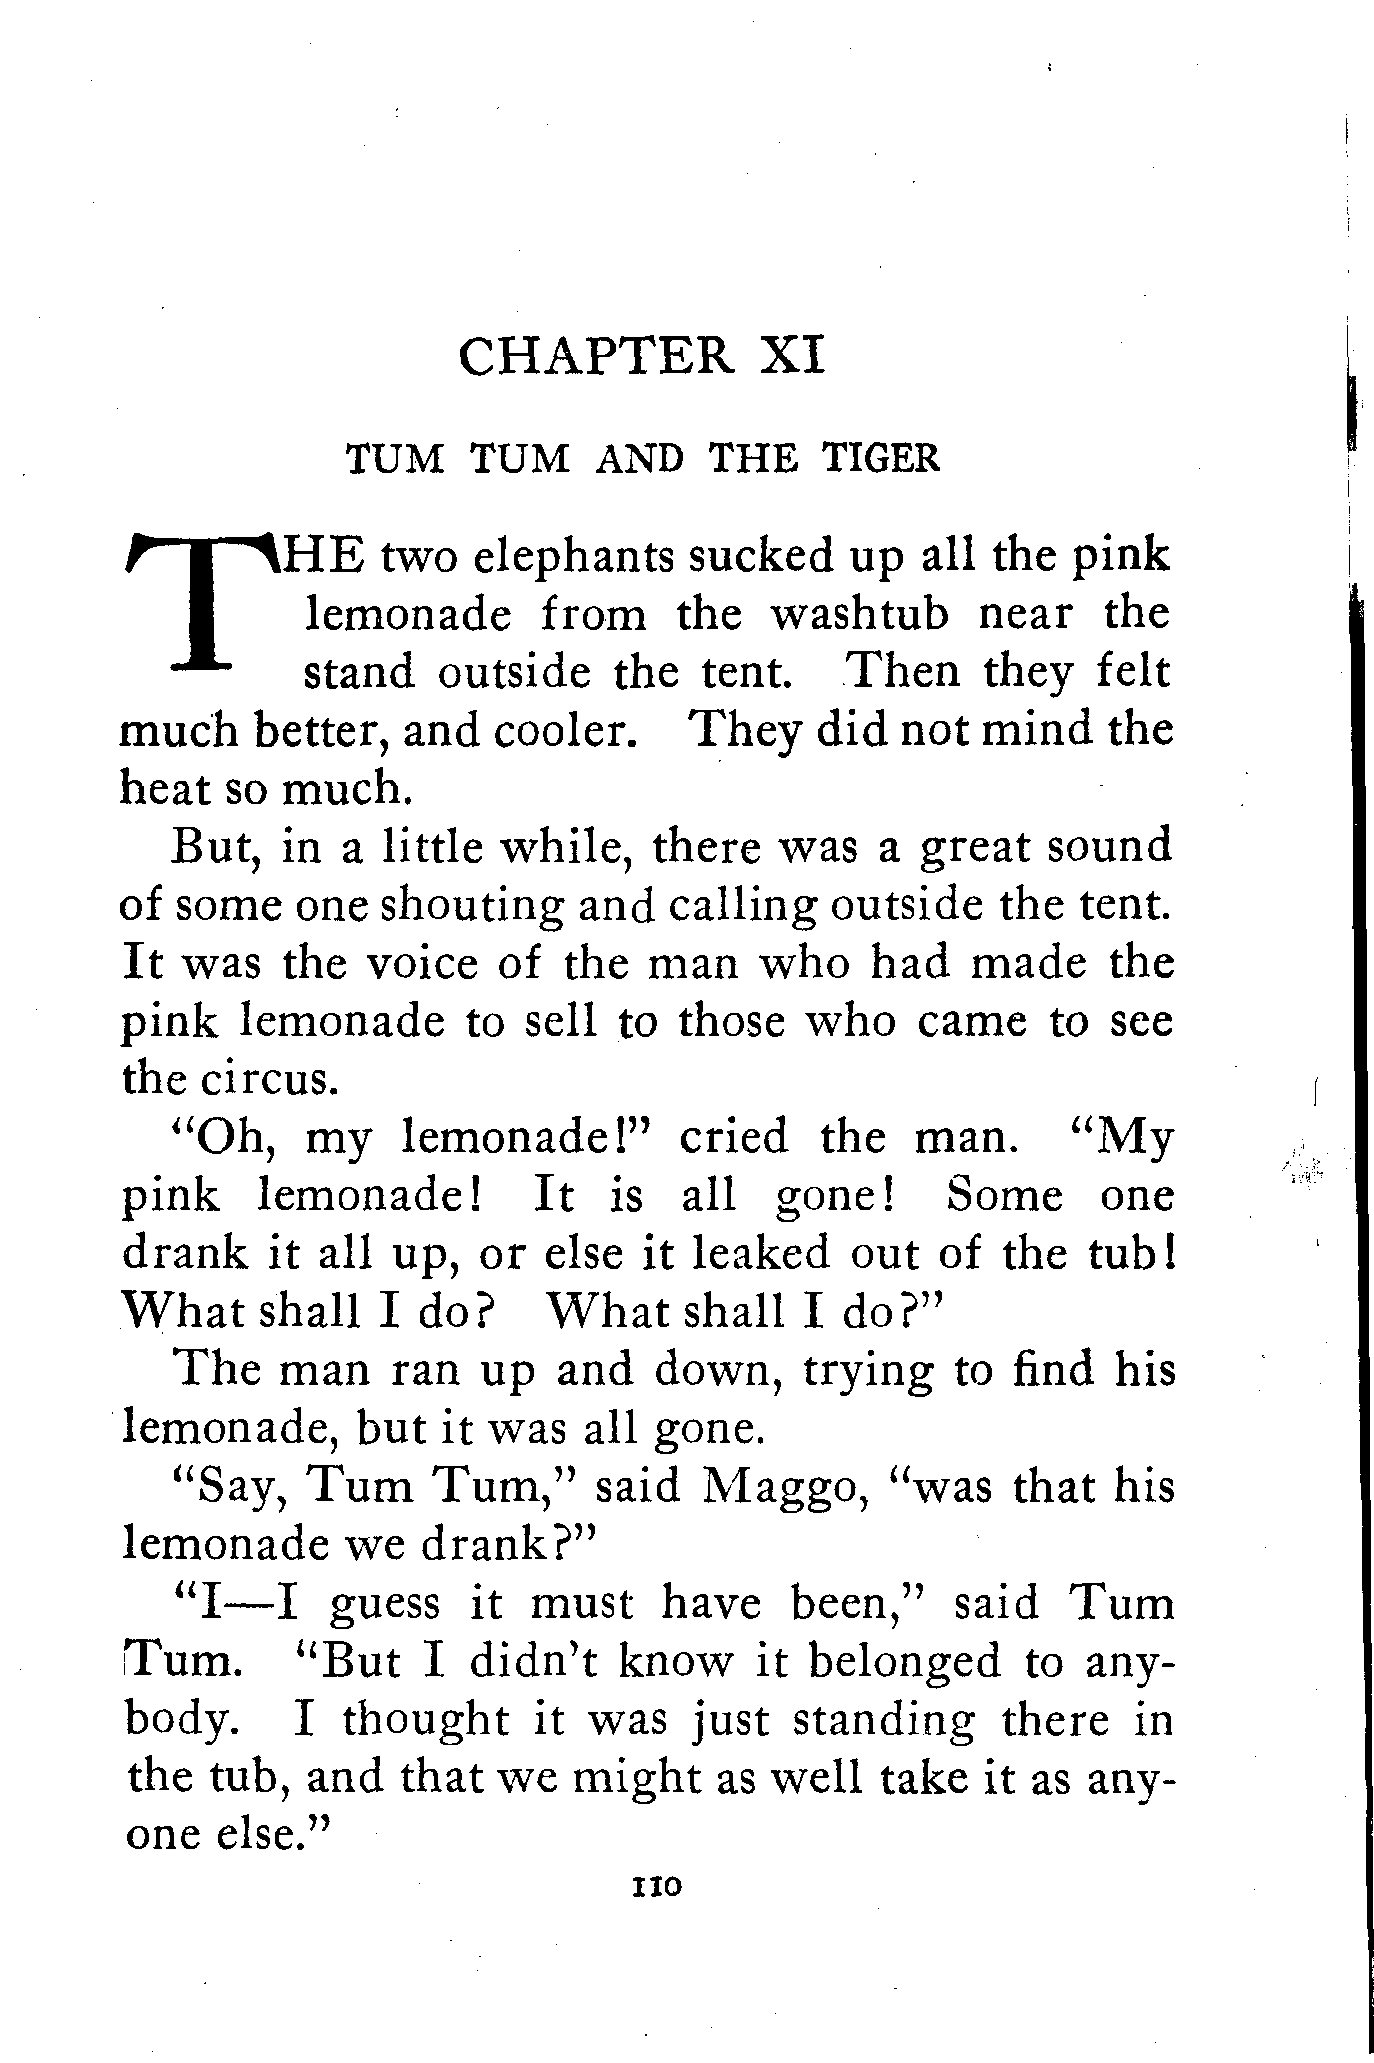 CHAPTER XI
TUM TUM AND THE TIGER
THE two elephants sucked up all the pink
lemonade from the washtub near the
stand outside the tent. Then they felt
much better, and cooler. They did not mind the
heat so much.
But, in a little while, there was a great sound
of some one shouting and calling outside the tent.
It was the voice of the man who had made the
pink lemonade to sell to those who came to see
the circus.
“Oh, my lemonade!” cried the man. “My
pink lemonade! It is all gone! Some one
drank it all up, or else it leaked out of the tub!
What shall I do? What shall I do?”
The man ran up and down, trying to find his
lemonade, but it was all gone.
“Say, Tum Tum,” said Maggo, “was that his
lemonade we drank?”
“I—I guess it must have been,” said Tum
Tum. “But I didn’t know it belonged to any-
body. I thought it was just standing there in
the tub, and that we might as well take it as any-
one else.”
110